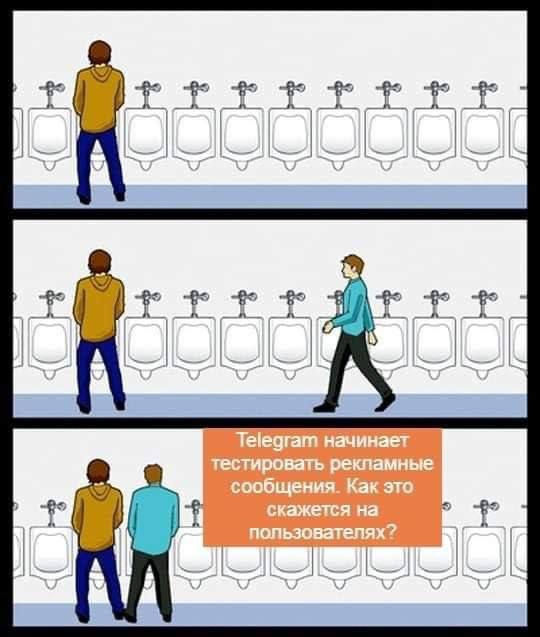 Telegram начинает
тестировать рекламные
сообщения. Как это
скажется на
пользователях?